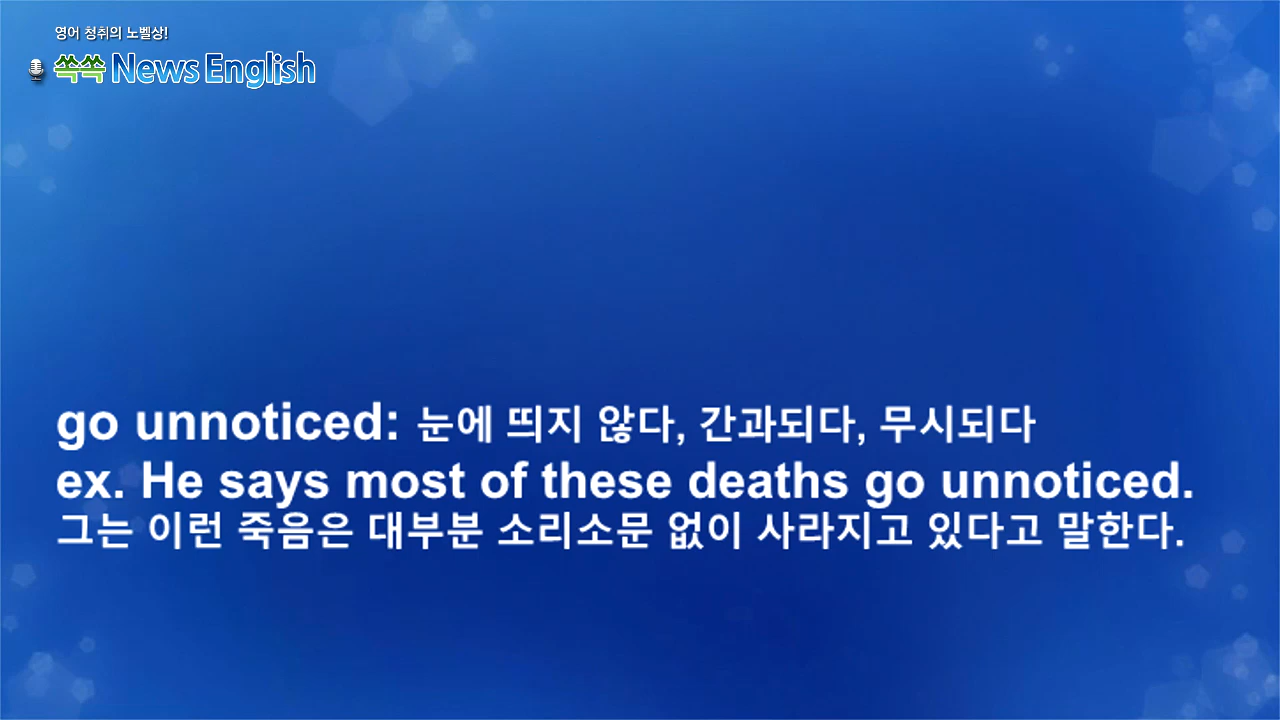 영어 청취의 노벨상!
쏙쏙 News English
go unnoticed: 눈에 띄지 않다, 간과되다, 무시되다
ex. He says most of these deaths go unnoticed.
그는 이런 죽음은 대부분 소리소문 없이 사라지고 있다고 말한다.